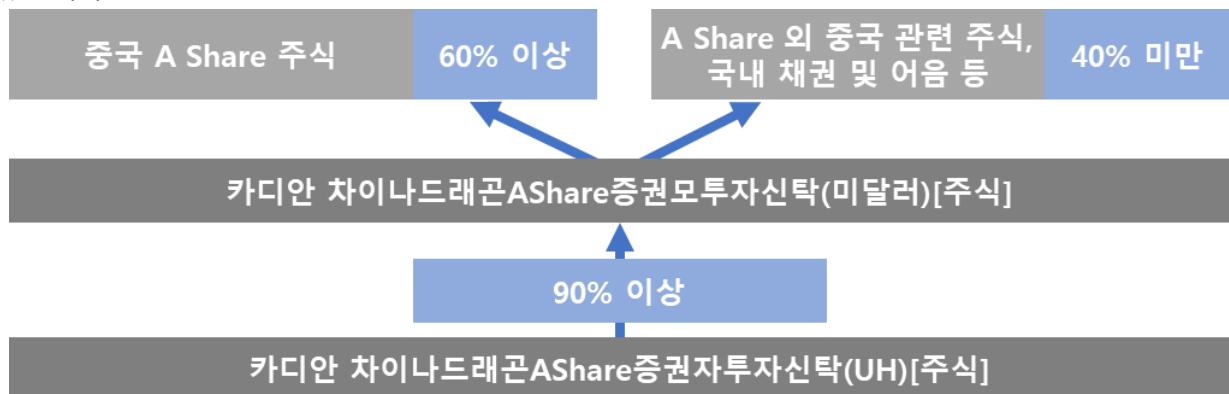 중국 A Share 주식
60% 이상
A Share 외 중국 관련 주식,
국내 채권 및 어음 등
40% 미만
카디안 차이나드래곤AShare증권모투자신탁(미달러)[주식]
90% 이상
카디안 차이나드래곤AShare증권자투자신탁(UH)[주식]